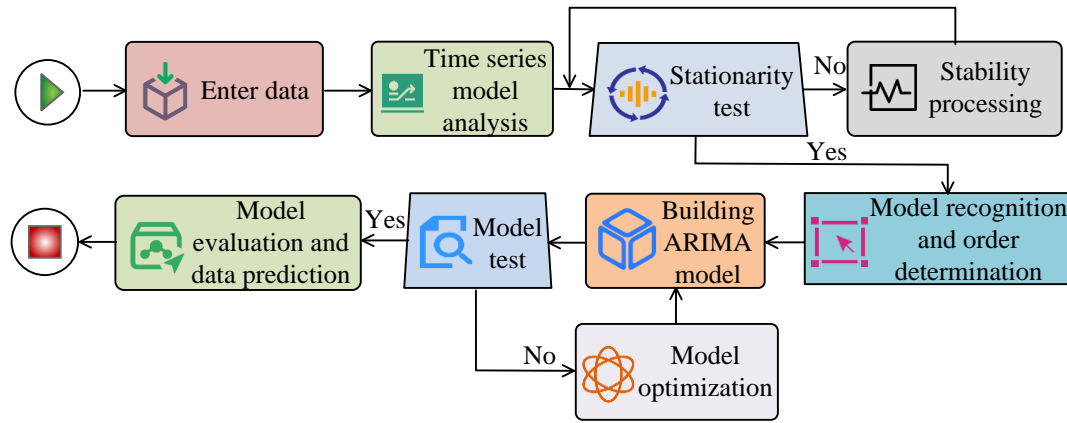 Enter data
Time series
model
analysis
Stationarity
test
No
Stability
processing
Yes
Model recognition
and order
determination
Building
ARIMA
model
Model
test
Yes
Model
evaluation and
data prediction
No
Model
optimization